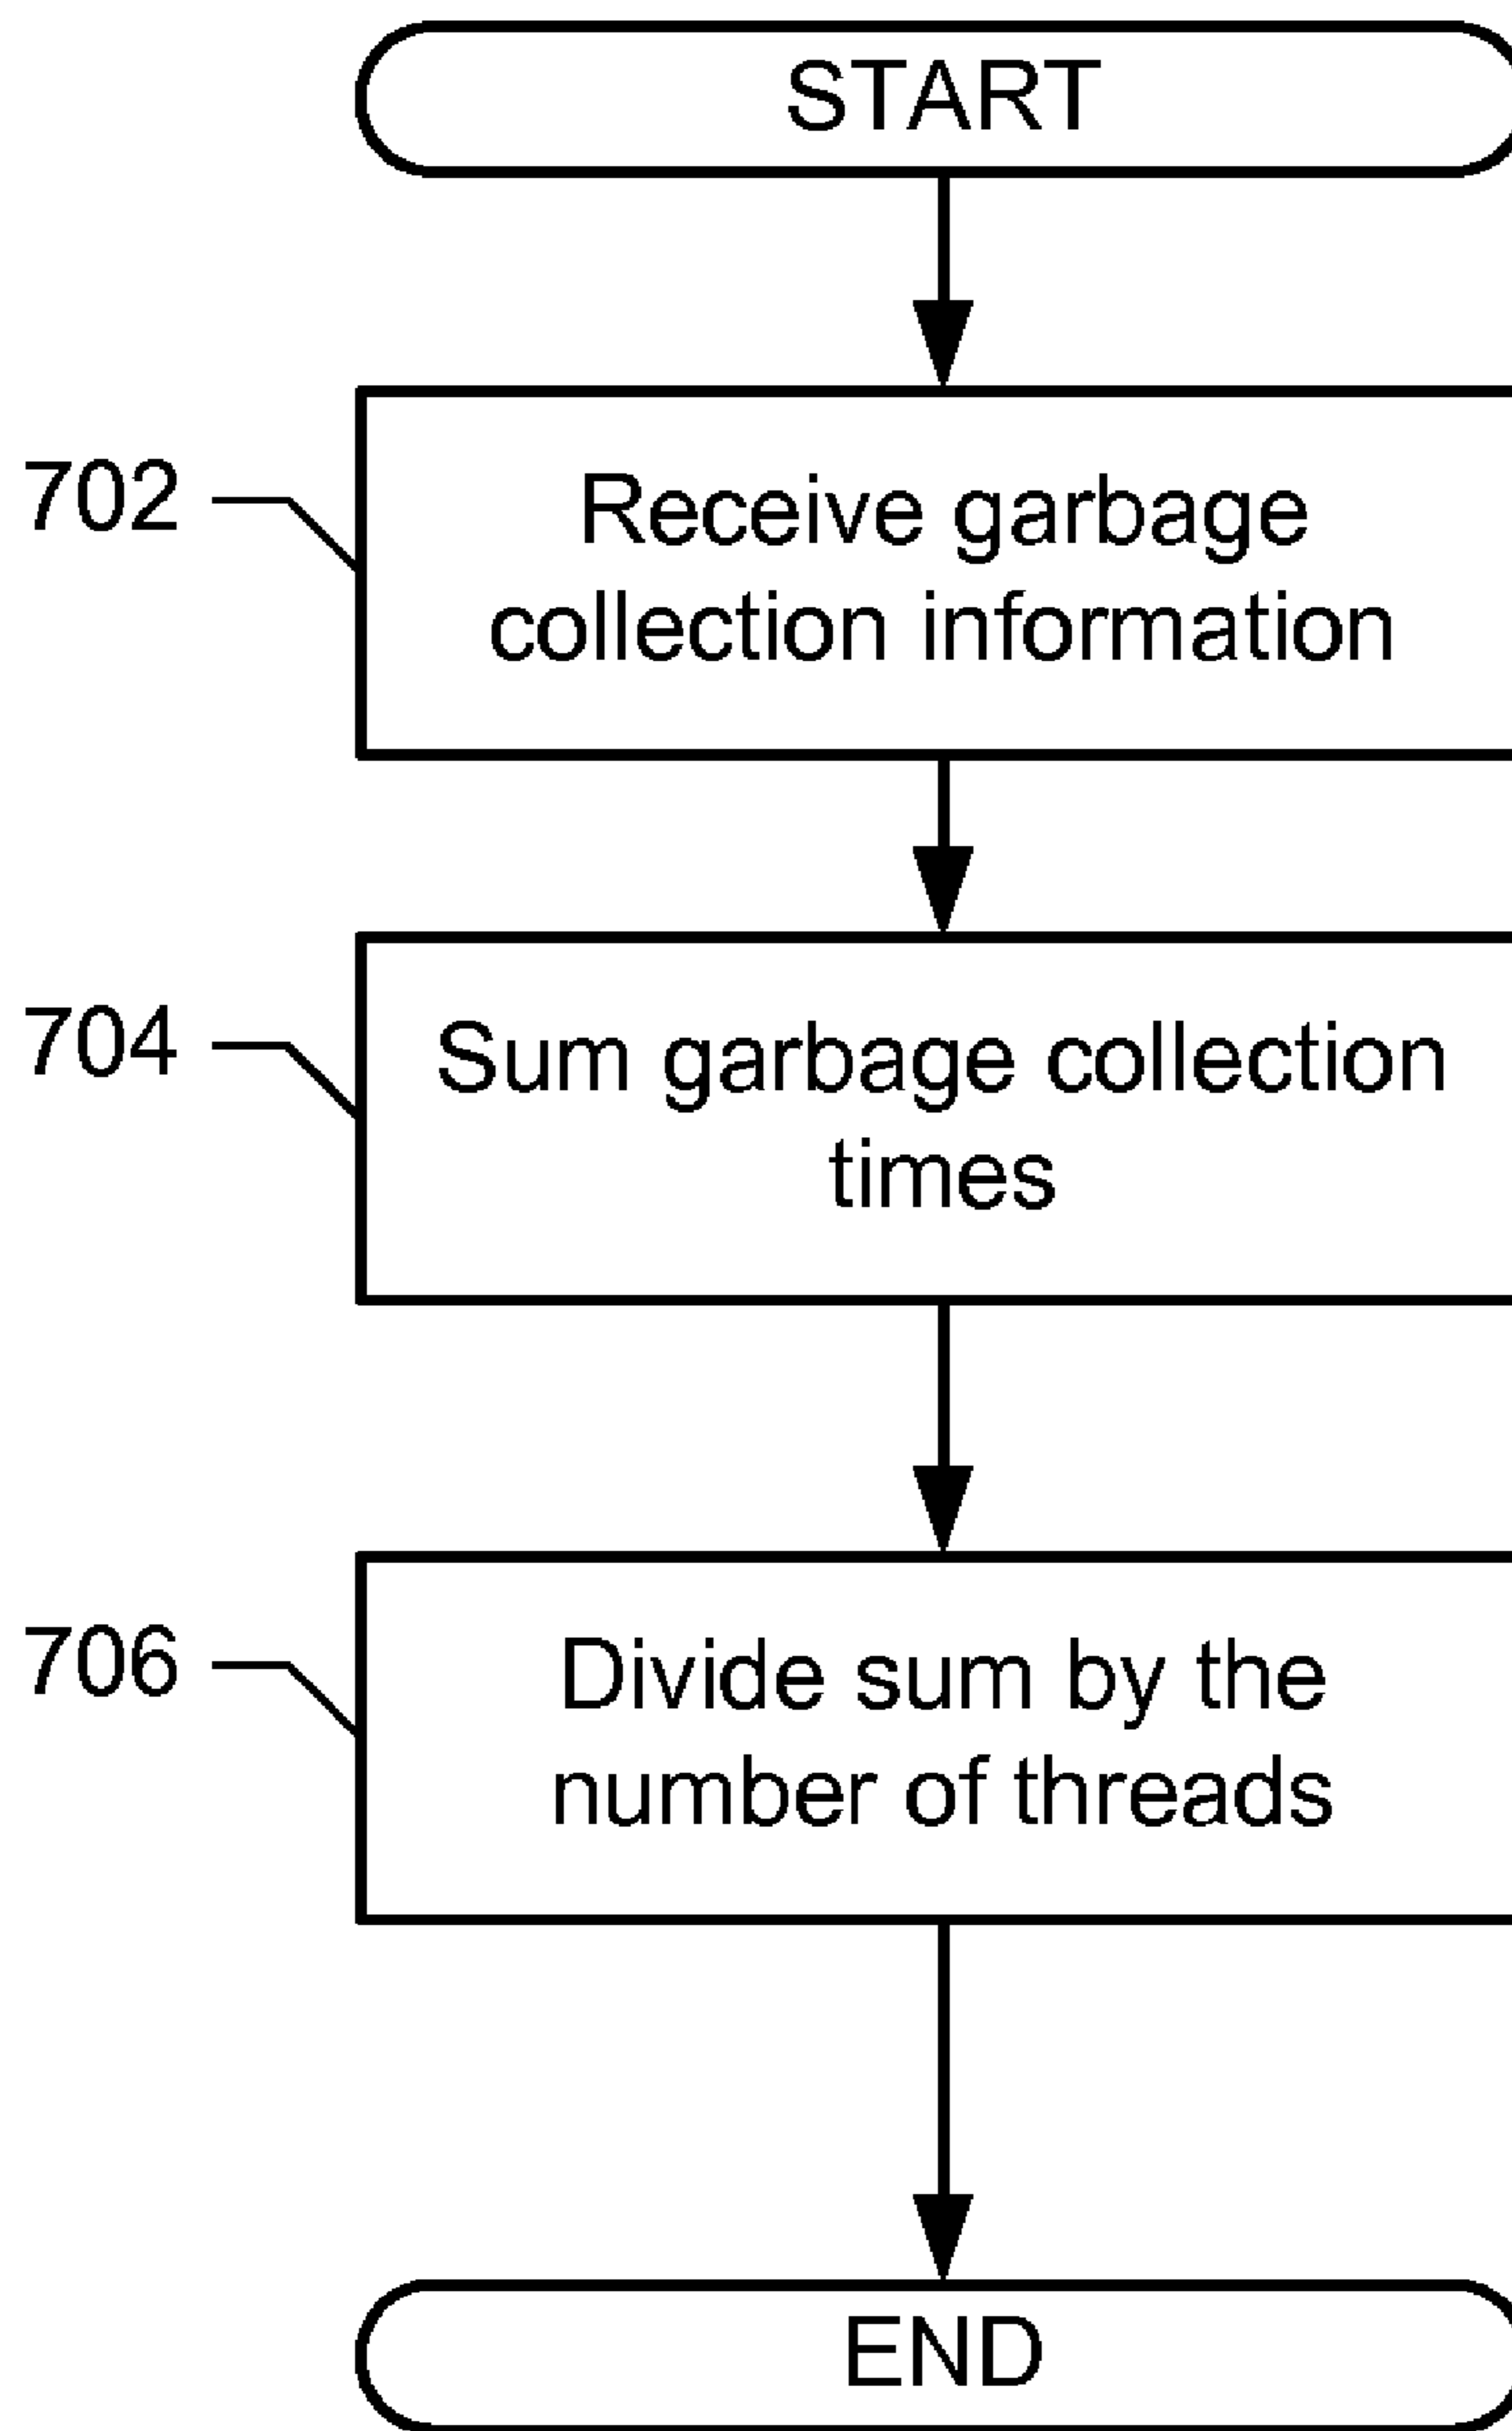 START
702
Receive garbage
collection information
704
Sum garbage collection
times
706
Divide sum by the
number of threads
END